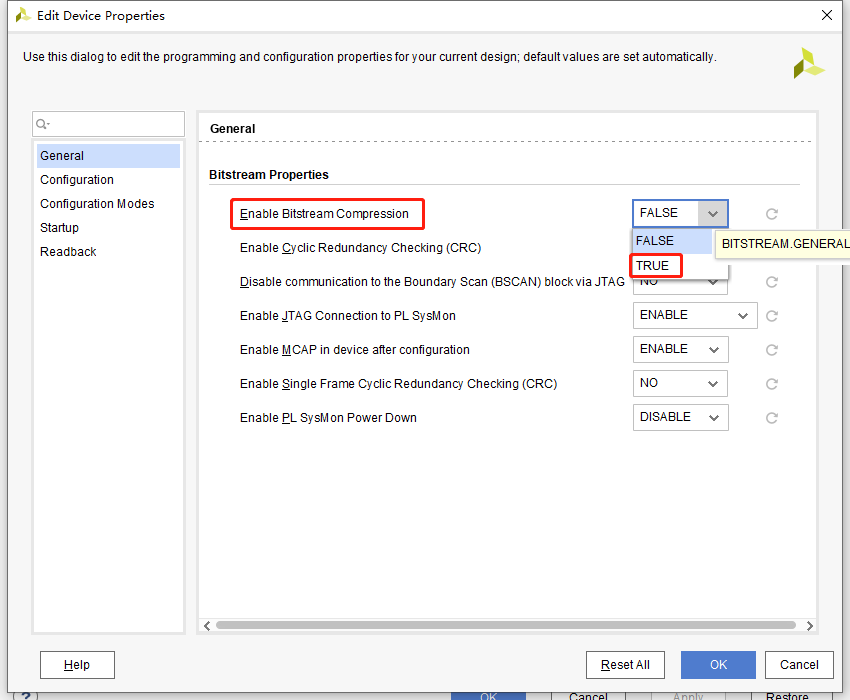 Edit Device Properties
Use this dialog to edit the programming and configuration properties for your current design; default values are set automatically.
General
Configuration
Configuration Modes
Startup
Readback
General
Bitstream Properties
Enable Bitstream Compression FALSE
FALSE
TRUE
BITSTREAM.GENERAL
Enable Cyclic Redundancy Checking (CRC)
Disable communication to the Boundary Scan (BSCAN) block via JTAG NO
Enable JTAG Connection to PL SysMon ENABLE
Enable MCAP in device after configuration ENABLE
Enable Single Frame Cyclic Redundancy Checking (CRC) NO
Enable PL SysMon Power Down DISABLE
Help Reset All OK Cancel
? OK Cancel Apply Restore